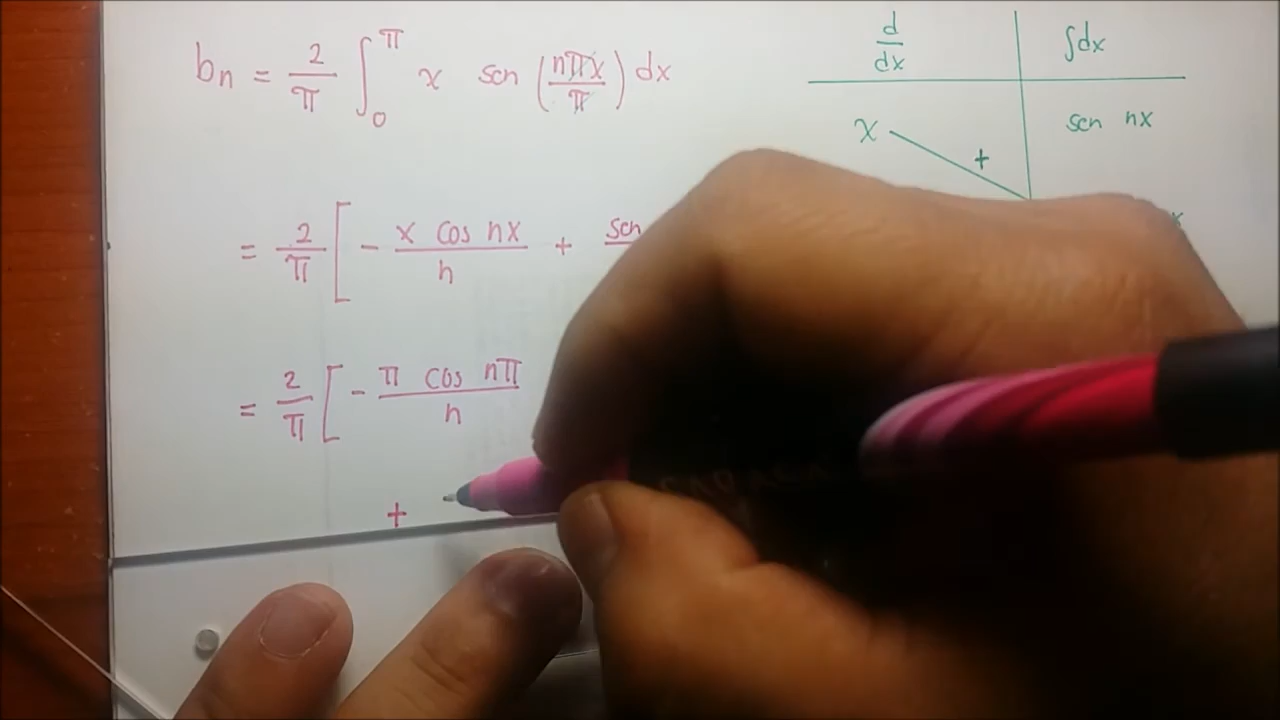 bn = 2/π ∫₀^π x sen (nπx/π) dx
= 2/π [ - x cos nx / n + sen
= 2/π [ - π cos nπ / n
+
d/dx ∫dx
x + sen nx
x